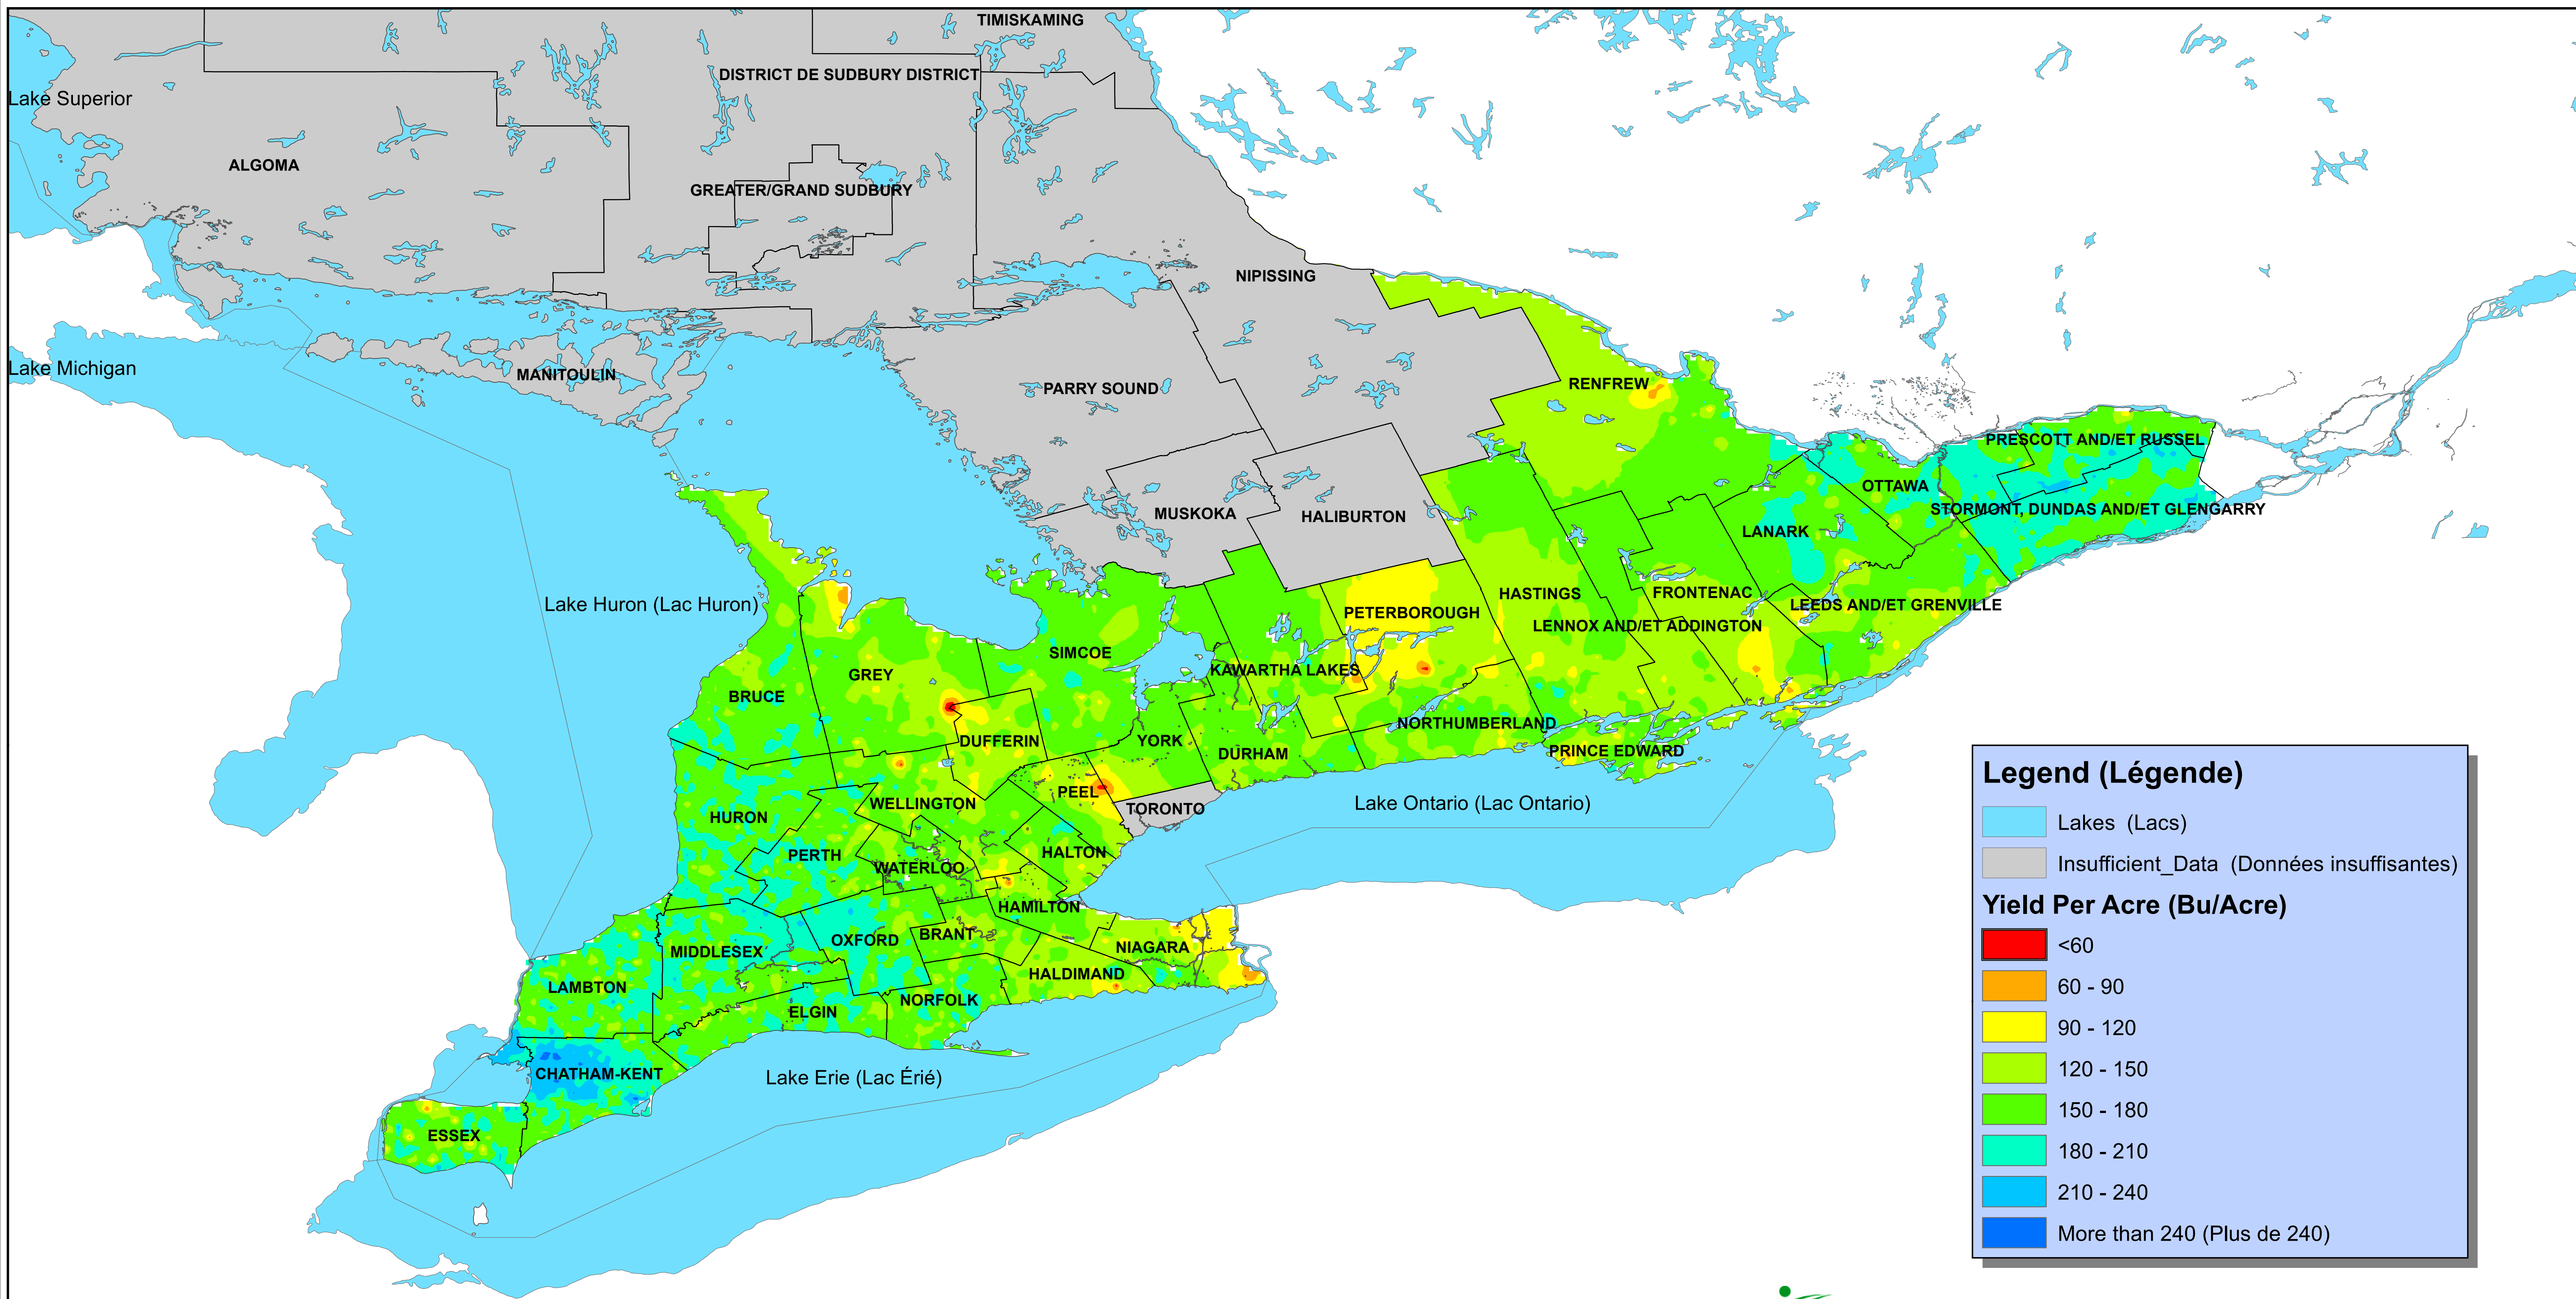 TIMISKAMING
DISTRICT DE SUDBURY DISTRICT
Lake Superior
ALGOMA
GREATER/GRAND SUDBURY
NIPISSING
Lake Michigan
MANITOULIN
PARRY SOUND
RENFREW
PRESCOTT AND/ET RUSSEL
OTTAWA
STORMONT, DUNDAS AND/ET GLENGARRY
MUSKOKA
HALIBURTON
LANARK
HASTINGS
FRONTENAC
Lake Huron (Lac Huron)
PETERBOROUGH
LEEDS AND/ET GRENVILLE
LENNOX AND/ET ADDINGTON
SIMCOE
GREY
KAWARTHA LAKES
BRUCE
NORTHUMBERLAND
DUFFERIN
YORK
DURHAM
PRINCE EDWARD
PEEL
WELLINGTON
TORONTO
Lake Ontario (Lac Ontario)
HURON
PERTH
HALTON
WATERLOO
HAMILTON
BRANT
OXFORD
MIDDLESEX
NIAGARA
HALDIMAND
LAMBTON
NORFOLK
ELGIN
CHATHAM-KENT
Lake Erie (Lac Érié)
ESSEX
Legend (Légende)
Lakes (Lacs)
Insufficient_Data (Données insuffisantes)
Yield Per Acre (Bu/Acre)
<60
60 - 90
90 - 120
120 - 150
150 - 180
180 - 210
210 - 240
More than 240 (Plus de 240)